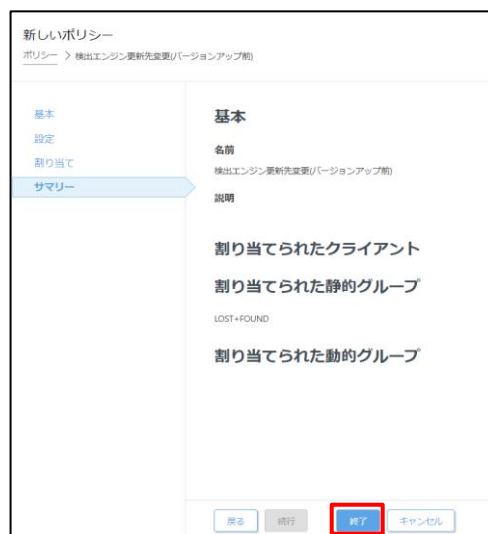 新しいポリシー
ポリシー > 検出エンジン更新先変更(バージョンアップ前)
基本
設定
割り当て
サマリー
基本
名前
検出エンジン更新先変更(バージョンアップ前)
説明
割り当てられたクライアント
割り当てられた静的グループ
LOST+FOUND
割り当てられた動的グループ
戻る 続行 終了 キャンセル